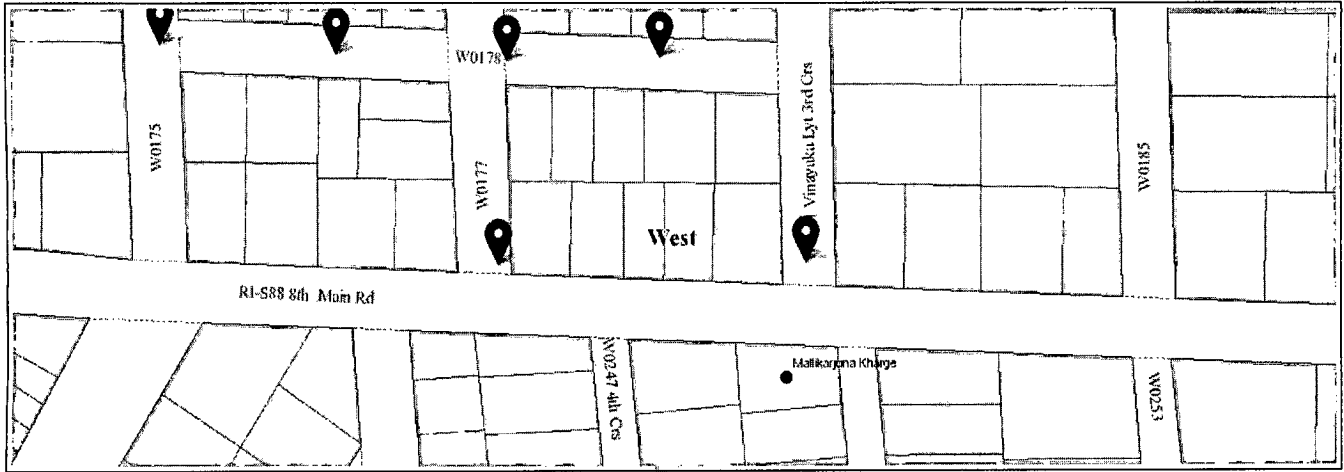 W0178
W0175
W0177
Vinayuka Lyt 3rd Crs
W0185
West
RI-S88 8th Main Rd
W0247 4th Crs
Mallikarjuna Kharge
W0253